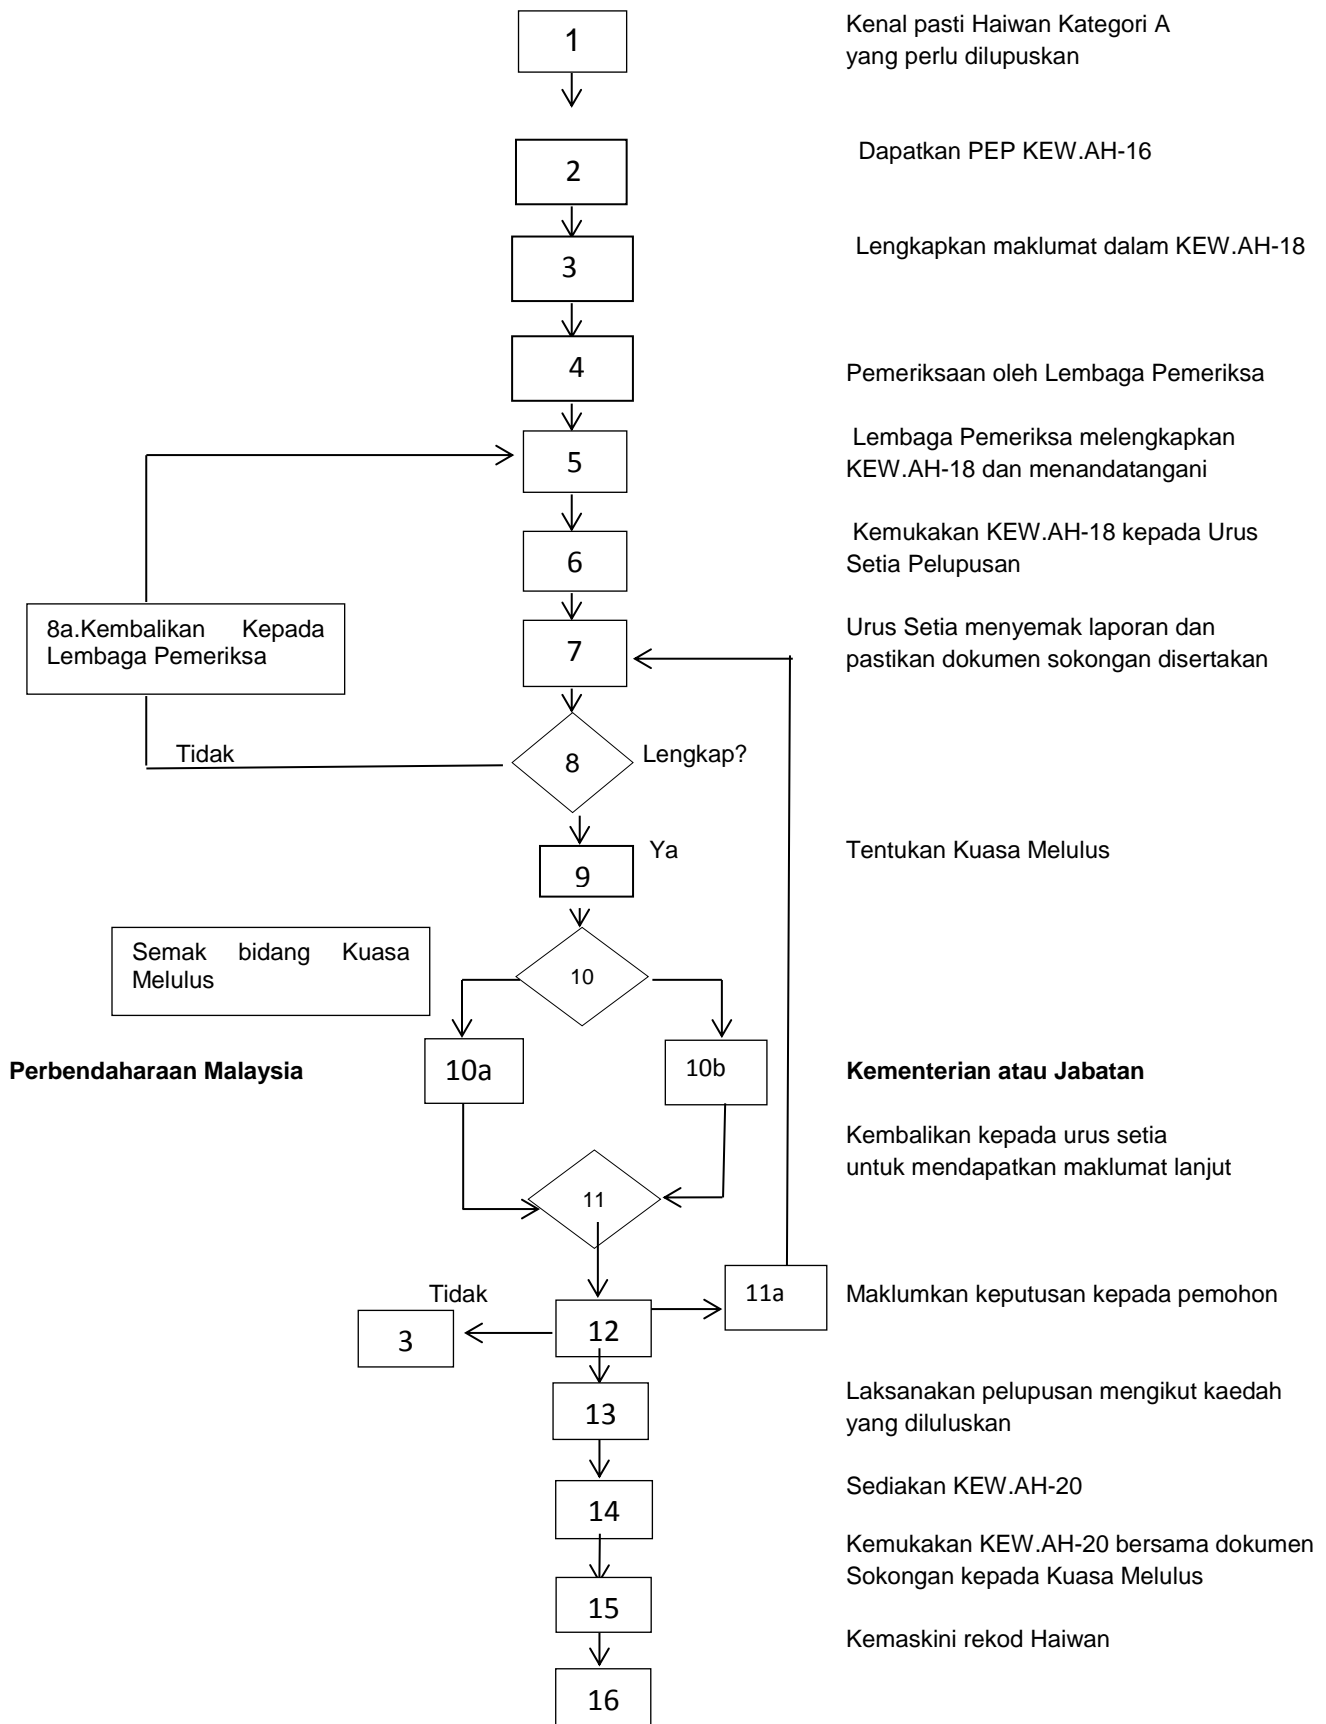 1
Kenal pasti Haiwan Kategori A
yang perlu dilupuskan
2
Dapatkan PEP KEW.AH-16
3
Lengkapkan maklumat dalam KEW.AH-18
4
Pemeriksaan oleh Lembaga Pemeriksa
5
Lembaga Pemeriksa melengkapkan
KEW.AH-18 dan menandatangani
6
Kemukakan KEW.AH-18 kepada Urus
Setia Pelupusan
8a.Kembalikan Kepada
Lembaga Pemeriksa
7
Urus Setia menyemak laporan dan
pastikan dokumen sokongan disertakan
Tidak
8
Lengkap?
9
Ya
Tentukan Kuasa Melulus
Semak bidang Kuasa
Melulus
10
Perbendaharaan Malaysia
10a
10b
Kementerian atau Jabatan
Kembalikan kepada urus setia
untuk mendapatkan maklumat lanjut
11
Tidak
3
12
11a
Maklumkan keputusan kepada pemohon
13
Laksanakan pelupusan mengikut kaedah
yang diluluskan
14
Sediakan KEW.AH-20
Kemukakan KEW.AH-20 bersama dokumen
Sokongan kepada Kuasa Melulus
15
Kemaskini rekod Haiwan
16